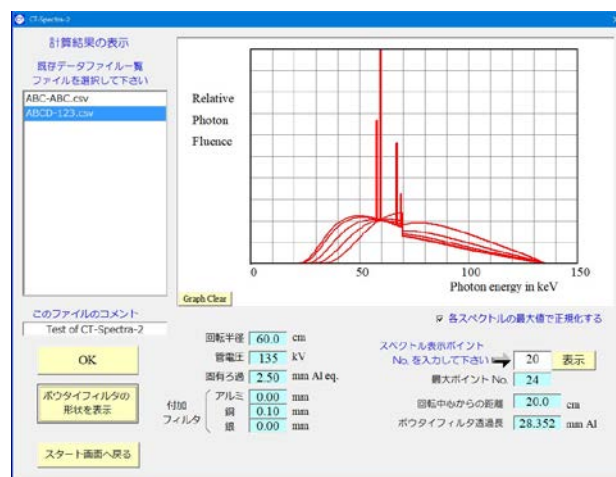 CT-Spectra-2
計算結果の表示
既存データファイル一覧
ファイルを選択して下さい
ABC-ABC.csv
ABCD-123.csv
Relative
Photon
Fluence
0 50 100 150
Photon energy in keV
Graph Clear
このファイルのコメント
Test of CT-Spectra-2
OK
ボウタイフィルタの
形状を表示
スタート画面へ戻る
回転半径 60.0 cm
管電圧 135 kV
固有ろ過 2.50 mm Al eq.
付加
フィルタ
アルミ 0.00 mm
銅 0.10 mm
銀 0.00 mm
各スペクトルの最大値で正規化する
スペクトル表示ポイント
No. を入力して下さい 20 表示
最大ポイント No. 24
回転中心からの距離 20.0 cm
ボウタイフィルタ透過長 28.352 mm Al